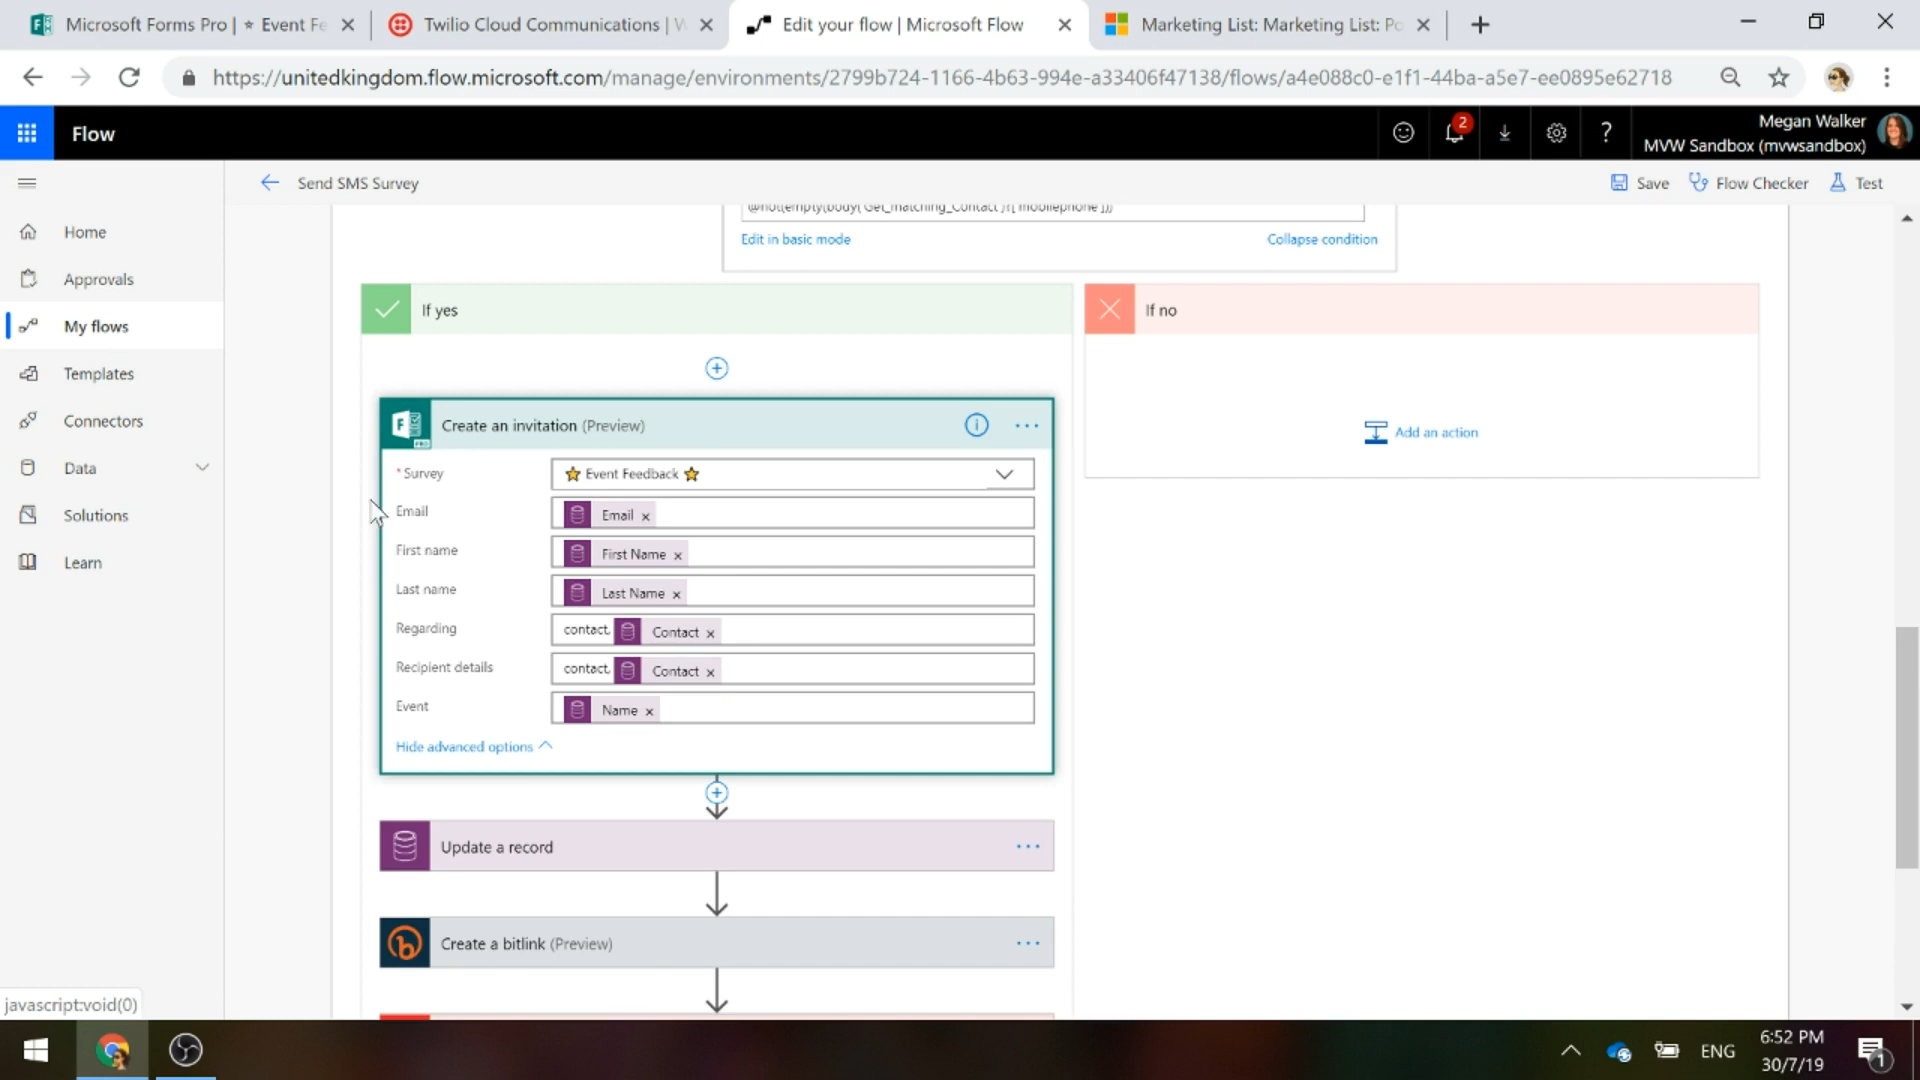 Microsoft Forms Pro | ★ Event Fe
Twilio Cloud Communications | W
Edit your flow | Microsoft Flow
Marketing List: Marketing List: Po
https://unitedkingdom.flow.microsoft.com/manage/environments/2799b724-1166-4b63-994e-a33406f47138/flows/a4e088c0-e1f1-44ba-a5e7-ee0895e62718
Flow
2
?
Megan Walker
MVW Sandbox (mvwsandbox)
Send SMS Survey
Save
Flow Checker
Test
Home
Approvals
My flows
Templates
Connectors
Data
Solutions
Learn
@not(empty(body('Get_matching_Contact')?['mobilephone']))
Edit in basic mode
Collapse condition
If yes
If no
Add an action
Create an invitation (Preview)
* Survey
⭐ Event Feedback ⭐
Email
Email x
First name
First Name x
Last name
Last Name x
Regarding
contact, Contact x
Recipient details
contact, Contact x
Event
Name x
Hide advanced options
Update a record
Create a bitlink (Preview)
javascript:void(0)
ENG
6:52 PM
30/7/19
1